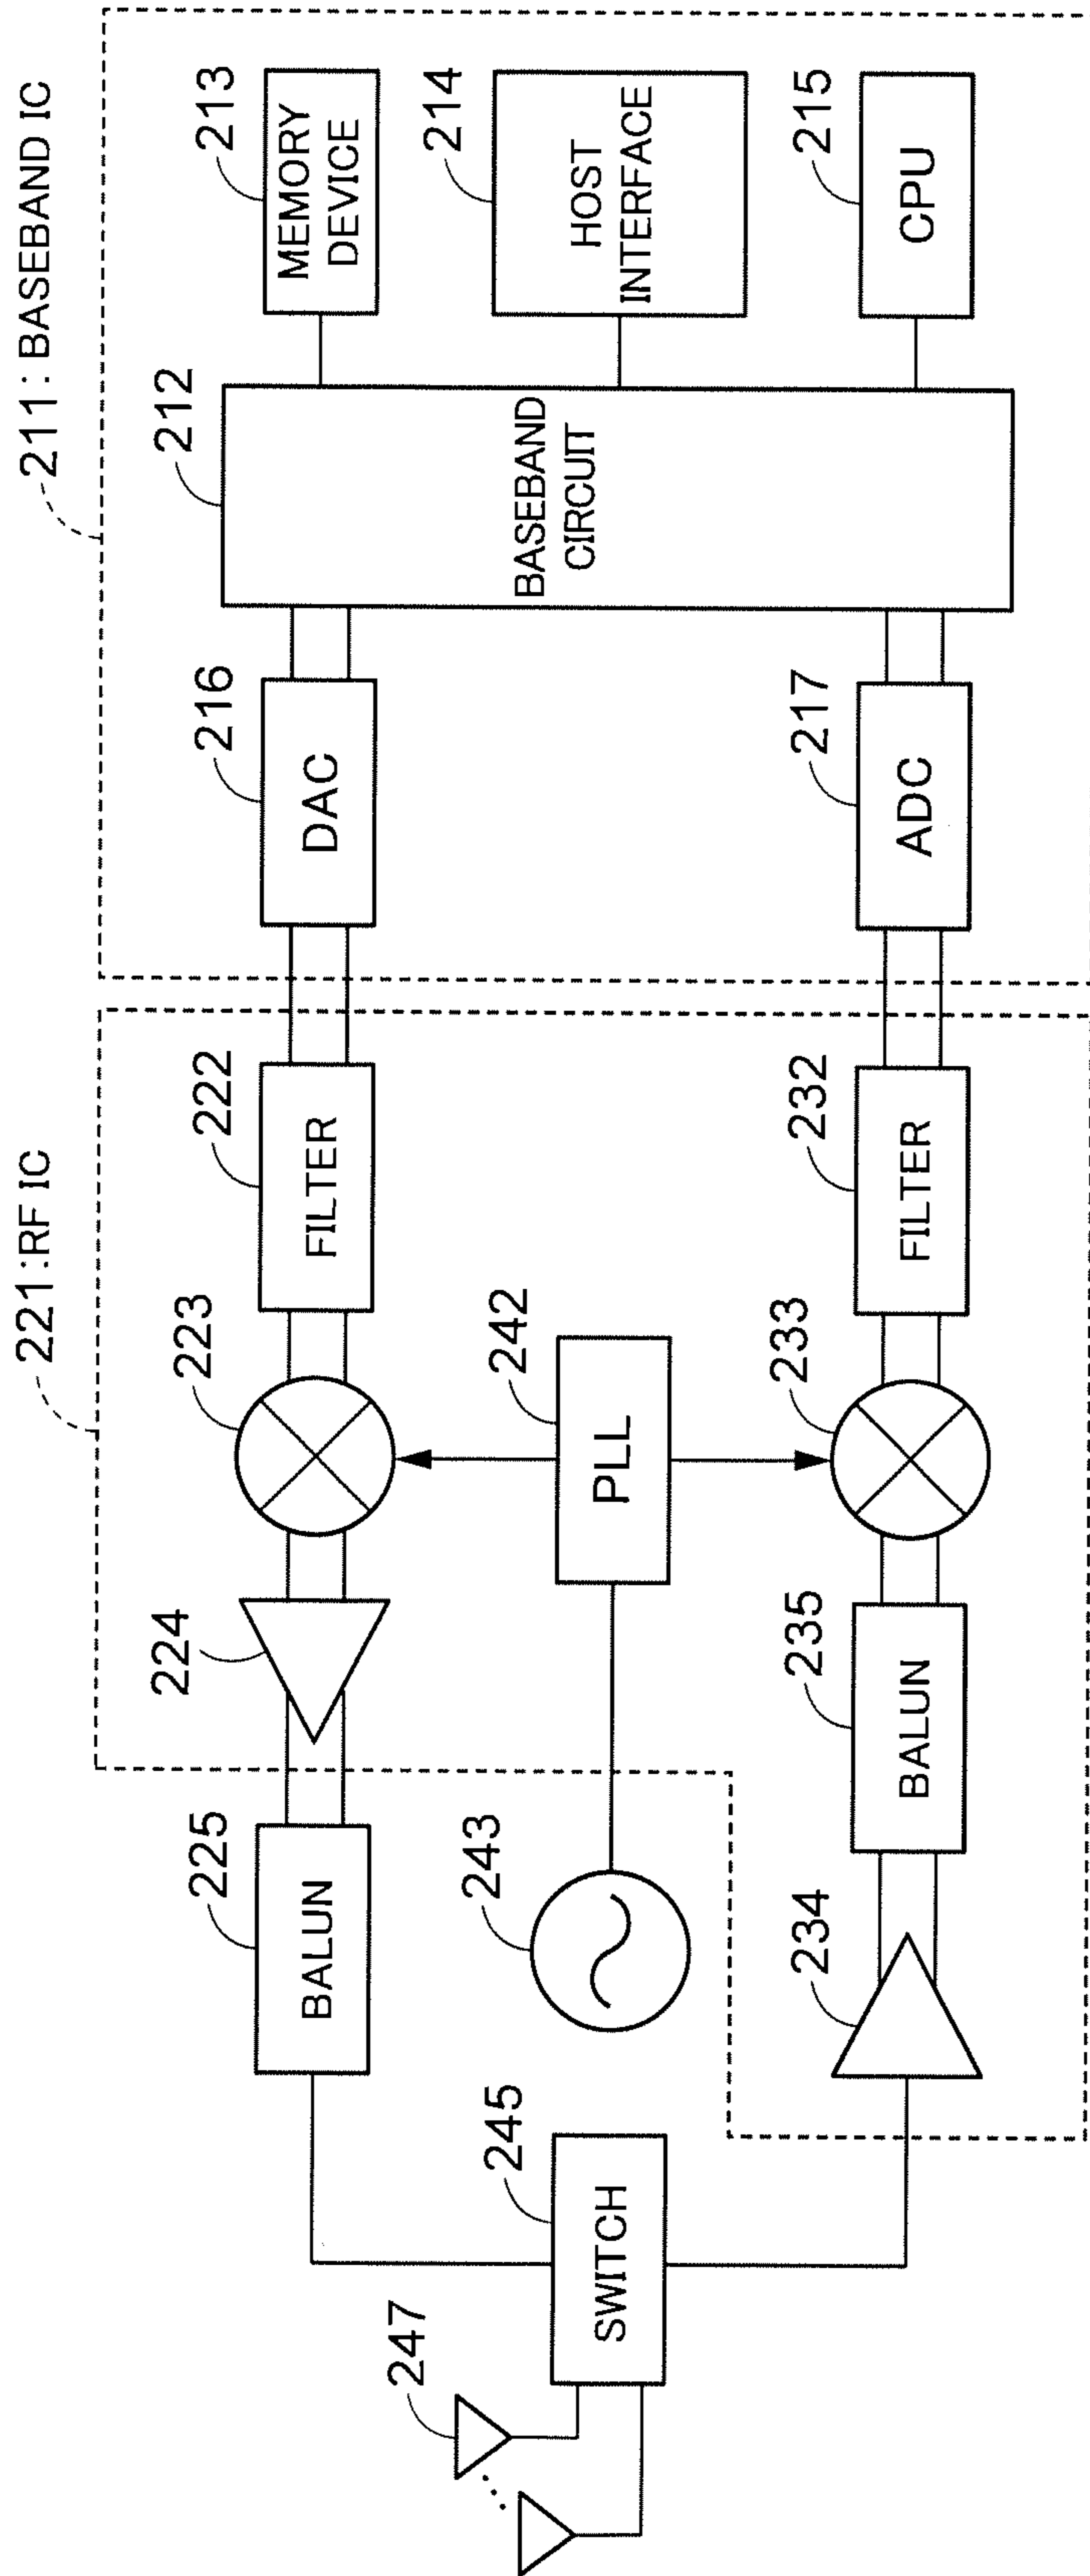 211: BASEBAND IC
221:RF IC
213
MEMORY
DEVICE
214
HOST
INTERFACE
215
CPU
212
BASEBAND
CIRCUIT
216
DAC
217
ADC
222
FILTER
232
FILTER
223
242
PLL
233
224
235
BALUN
225
BALUN
243
234
245
SWITCH
247